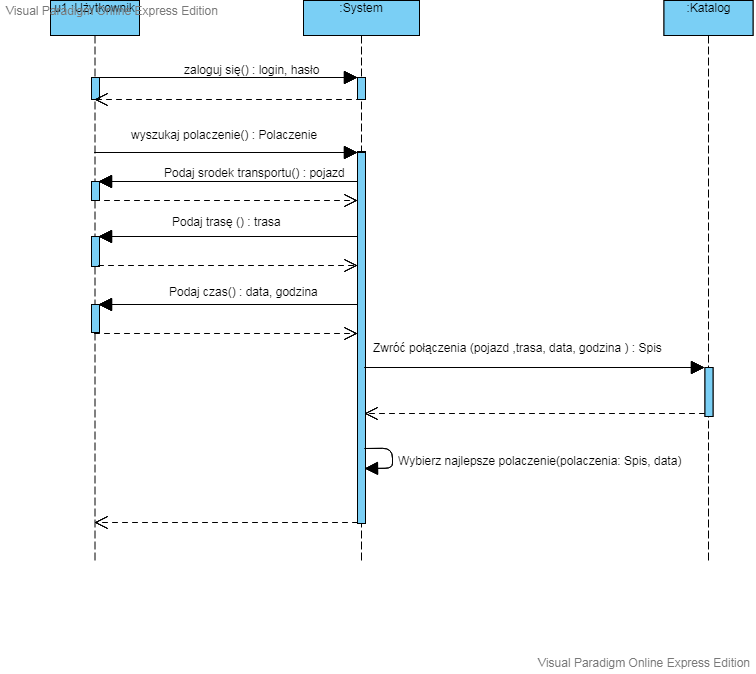 Visual Paradigm Online Express Edition
u1 :Użytkownik
:System
:Katalog
zaloguj się() : login, hasło
wyszukaj polaczenie() : Polaczenie
Podaj srodek transportu() : pojazd
Podaj trasę () : trasa
Podaj czas() : data, godzina
Zwróć połączenia (pojazd ,trasa, data, godzina ) : Spis
Wybierz najlepsze polaczenie(polaczenia: Spis, data)
Visual Paradigm Online Express Edition